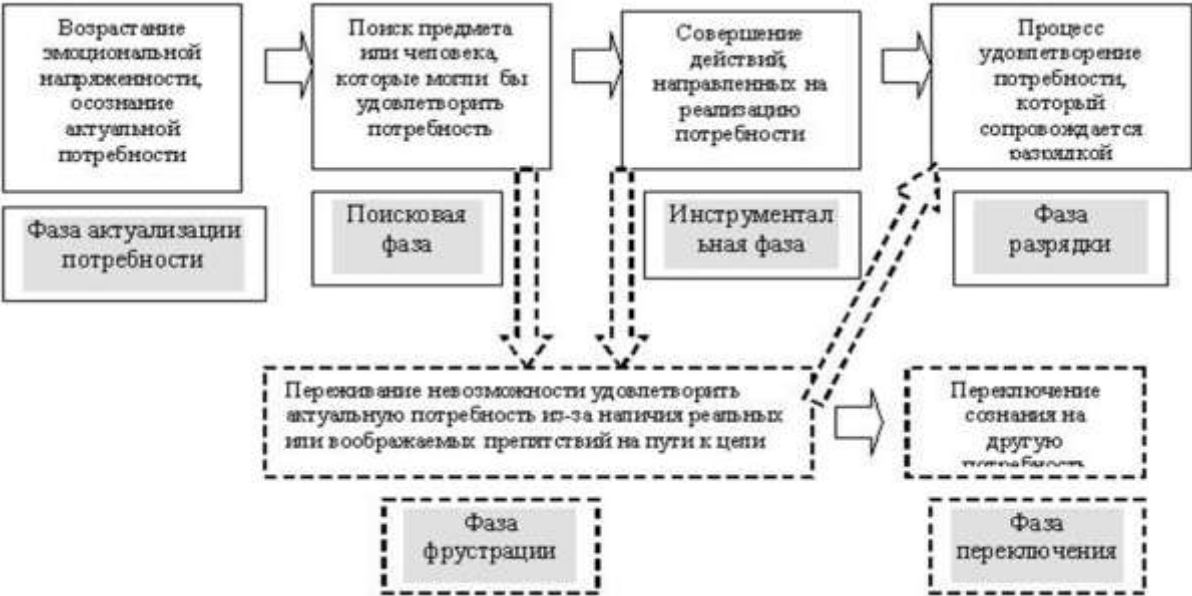 Возрастание
эмоциональной
напряженности,
осознание
актуальной
потребности
Поиск предмета
или человека,
которые могли бы
удовлетворить
потребность
Совершение
действий,
направленных на
реализацию
потребности
Процесс
удовлетворение
потребности,
который
сопровождается
разрядкой
Фаза актуализации
потребности
Поисковая
фаза
Инструментал
ьная фаза
Фаза
разрядки
Переживание невозможности удовлетворить
актуальную потребность из-за наличия реальных
или воображаемых препятствий на пути к цели
Переключение
сознания на
другую
потребность
Фаза
фрустрации
Фаза
переключения